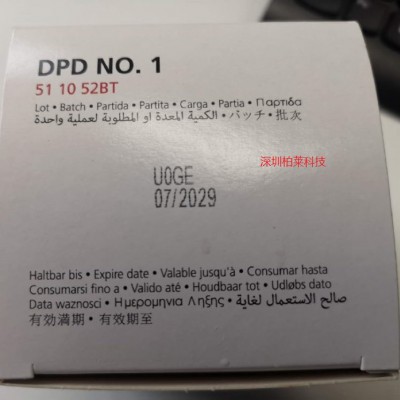 DPD NO. 1
51 10 52BT
Lot • Batch • Partida • Partita • Carga • Partia • Партida
الكمية المعدة او المطلوبة لعملية واحدة • バッチ • 批次
深圳柏莱科技
U0GE
07/2029
Haltbar bis • Expire date • Valable jusqu'à • Consumar hasta
Consumarsi fino a • Valido até • Houdbaar tot • Udløbs dato
Data waznosci • Ημερομηνια Ληξης • صالح الاستعمال لغاية
有効満期 • 有效期至